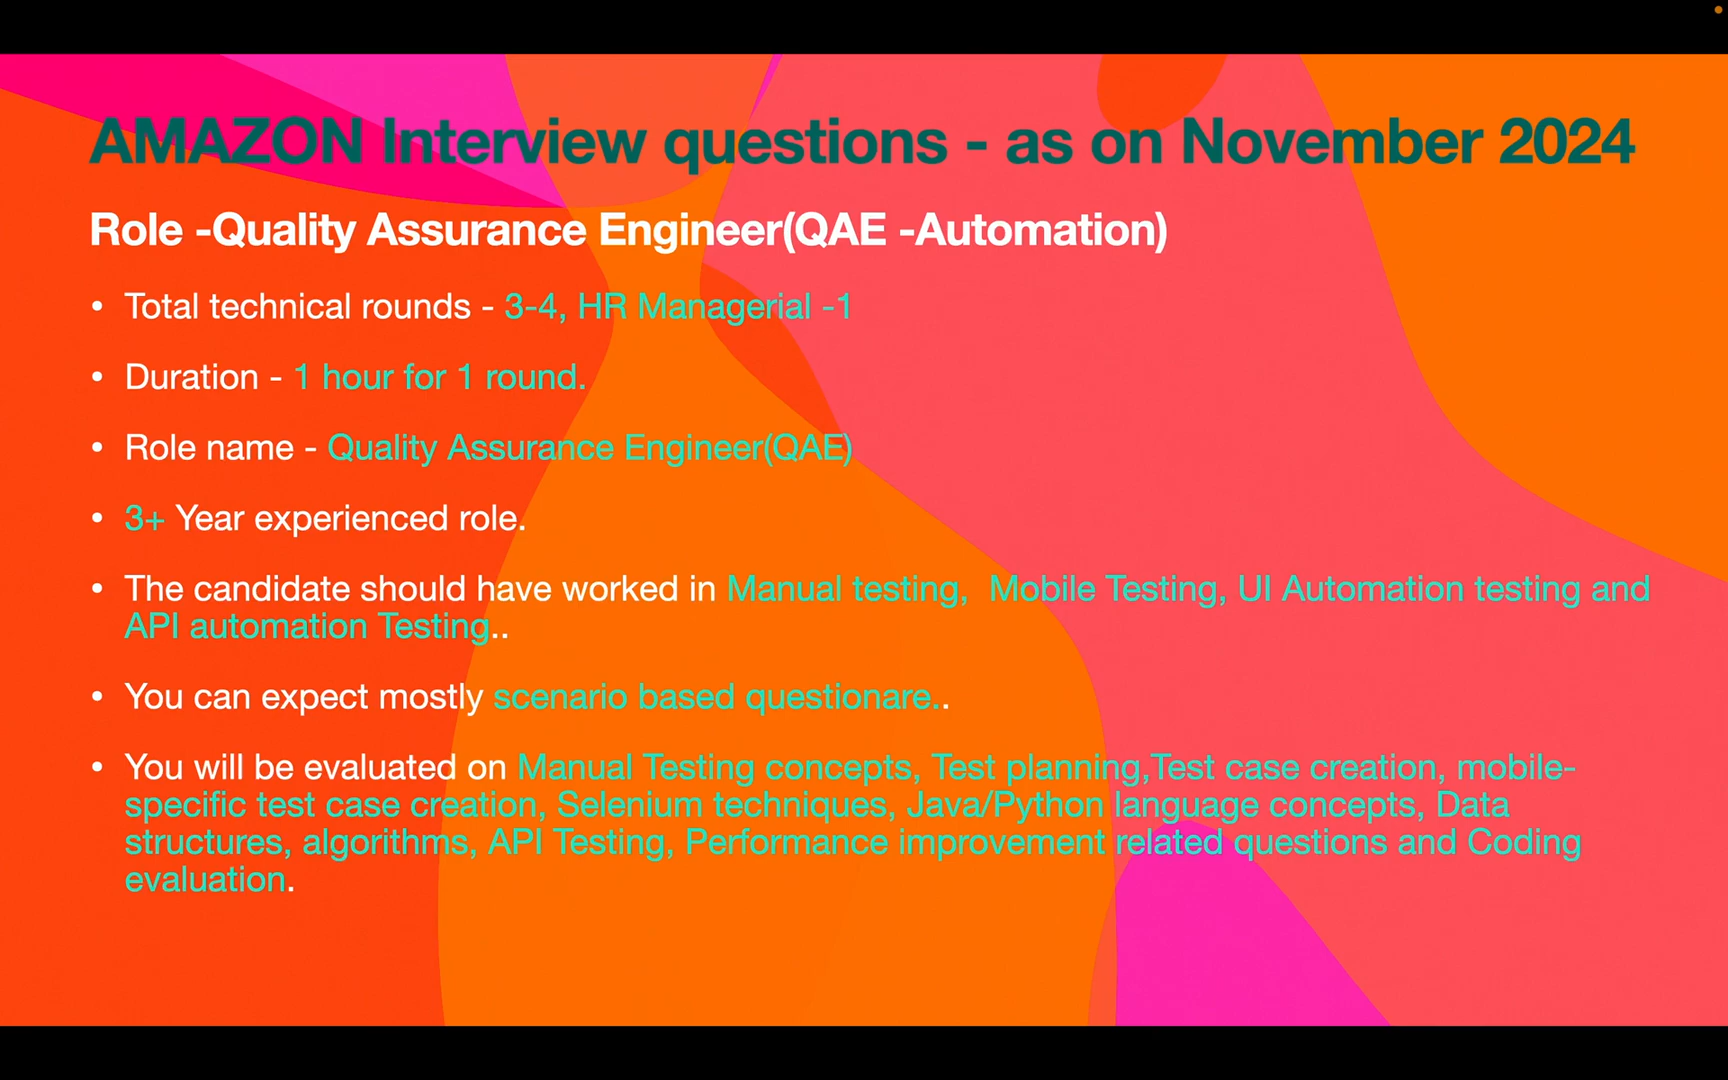 AMAZON Interview questions - as on November 2024
Role -Quality Assurance Engineer(QAE -Automation)
• Total technical rounds - 3-4, HR Managerial -1
• Duration - 1 hour for 1 round.
• Role name - Quality Assurance Engineer(QAE)
• 3+ Year experienced role.
• The candidate should have worked in Manual testing,  Mobile Testing, UI Automation testing and
API automation Testing..
• You can expect mostly scenario based questionare..
• You will be evaluated on Manual Testing concepts, Test planning,Test case creation, mobile-
specific test case creation, Selenium techniques, Java/Python language concepts, Data
structures, algorithms, API Testing, Performance improvement related questions and Coding
evaluation.